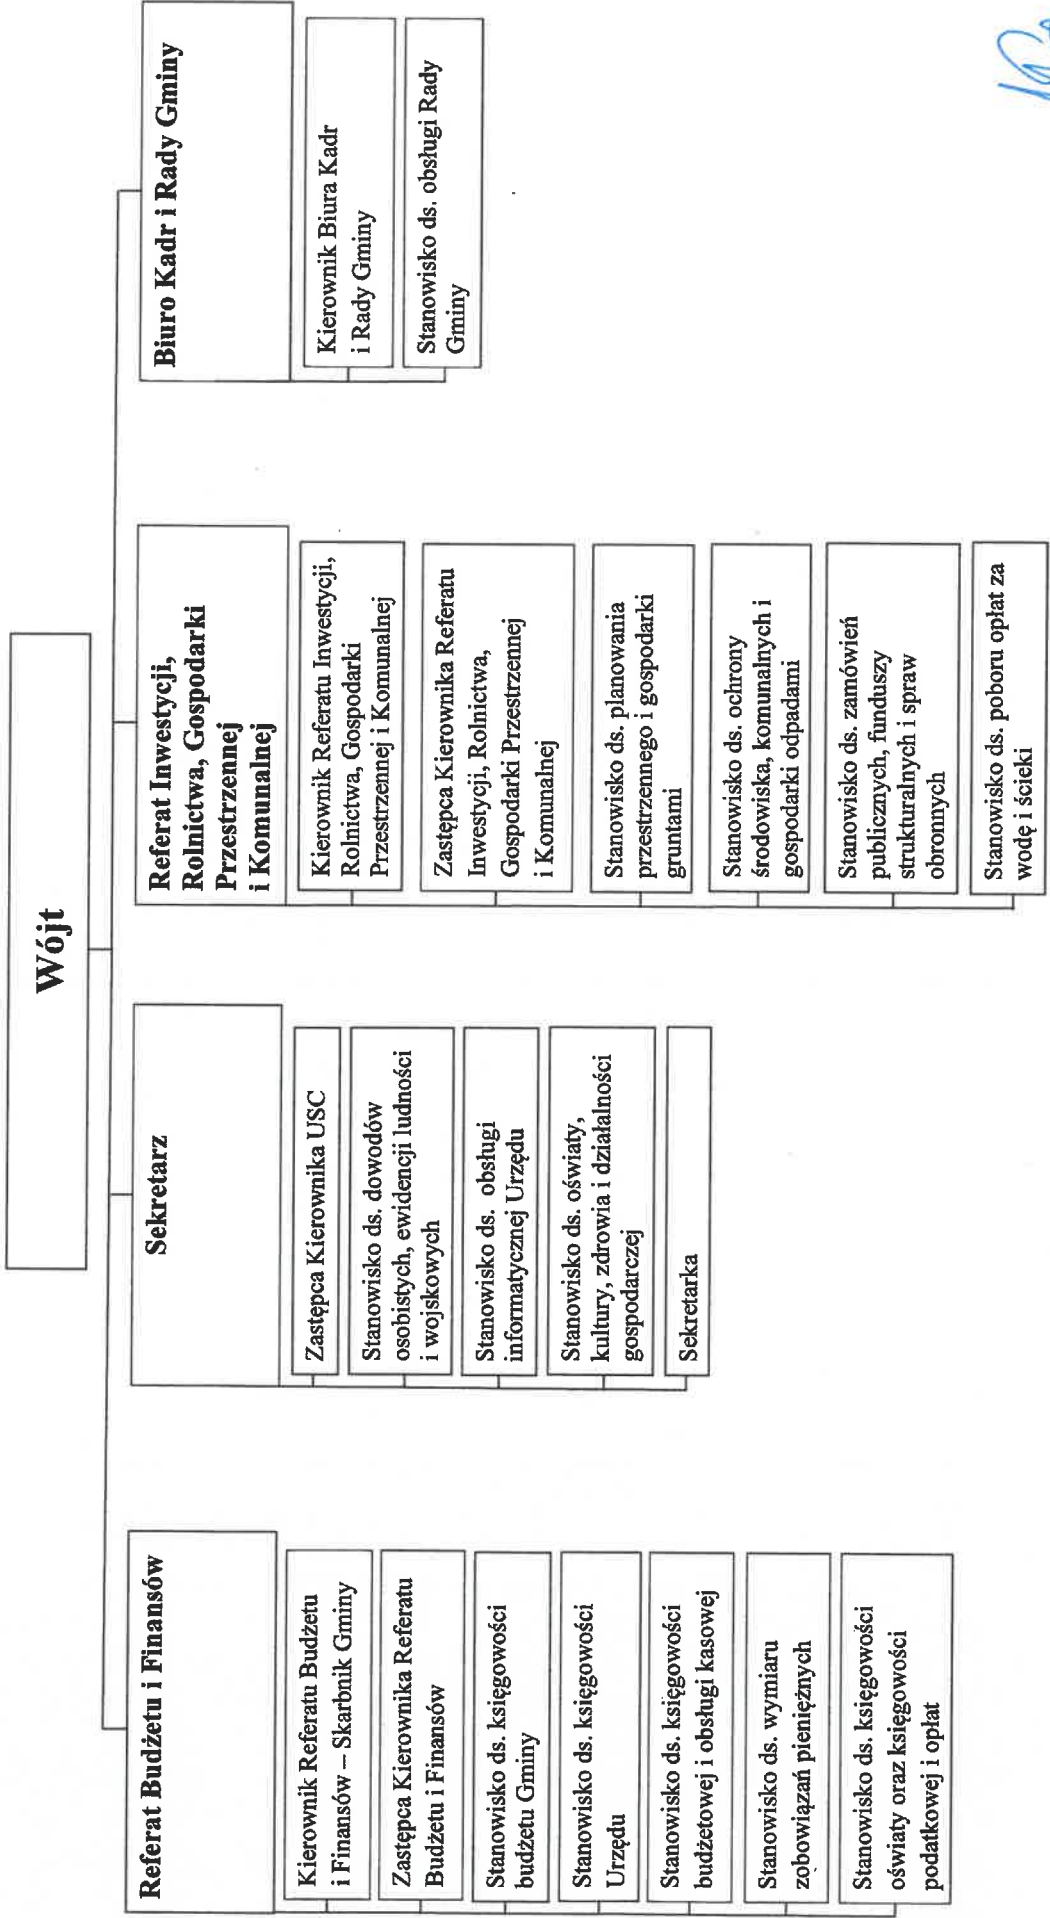 Wójt
Referat Budżetu i Finansów
Kierownik Referatu Budżetu
i Finansów – Skarbnik Gminy
Zastępca Kierownika Referatu
Budżetu i Finansów
Stanowisko ds. księgowości
budżetu Gminy
Stanowisko ds. księgowości
Urzędu
Stanowisko ds. księgowości
budżetowej i obsługi kasowej
Stanowisko ds. wymiaru
zobowiązań pieniężnych
Stanowisko ds. księgowości
oświaty oraz księgowości
podatkowej i opłat
Sekretarz
Zastępca Kierownika USC
Stanowisko ds. dowodów
osobistych, ewidencji ludności
i wojskowych
Stanowisko ds. obsługi
informatycznej Urzędu
Stanowisko ds. oświaty,
kultury, zdrowia i działalności
gospodarczej
Sekretarka
Referat Inwestycji,
Rolnictwa, Gospodarki
Przestrzennej
i Komunalnej
Kierownik Referatu Inwestycji,
Rolnictwa, Gospodarki
Przestrzennej i Komunalnej
Zastępca Kierownika Referatu
Inwestycji, Rolnictwa,
Gospodarki Przestrzennej
i Komunalnej
Stanowisko ds. planowania
przestrzennego i gospodarki
gruntami
Stanowisko ds. ochrony
środowiska, komunalnych i
gospodarki odpadami
Stanowisko ds. zamówień
publicznych, funduszy
strukturalnych i spraw
obronnych
Stanowisko ds. poboru opłat za
wodę i ścieki
Biuro Kadr i Rady Gminy
Kierownik Biura Kadr
i Rady Gminy
Stanowisko ds. obsługi Rady
Gminy